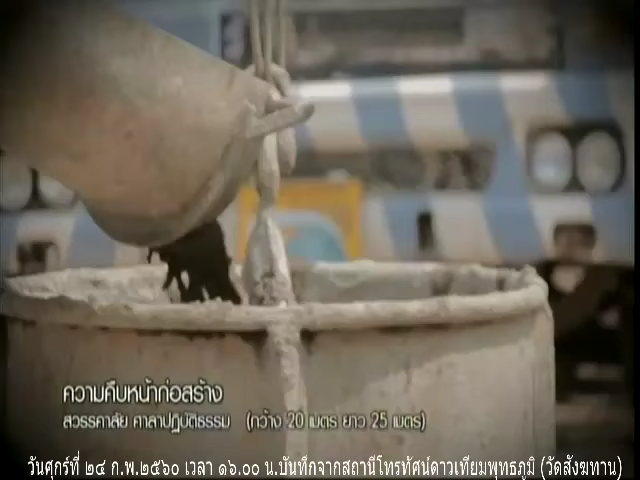 ความคืบหน้าก่อสร้าง
สวรรคาลัย ศาลาปฏิบัติธรรม (กว้าง 20 เมตร ยาว 25 เมตร)
วันศุกร์ที่ ๒๔ ก.พ.๒๕๖๐ เวลา ๑๖.๐๐ น.บันทึกจากสถานีโทรทัศน์ดาวเทียมพุทธภูมิ (วัดสังฆทาน)